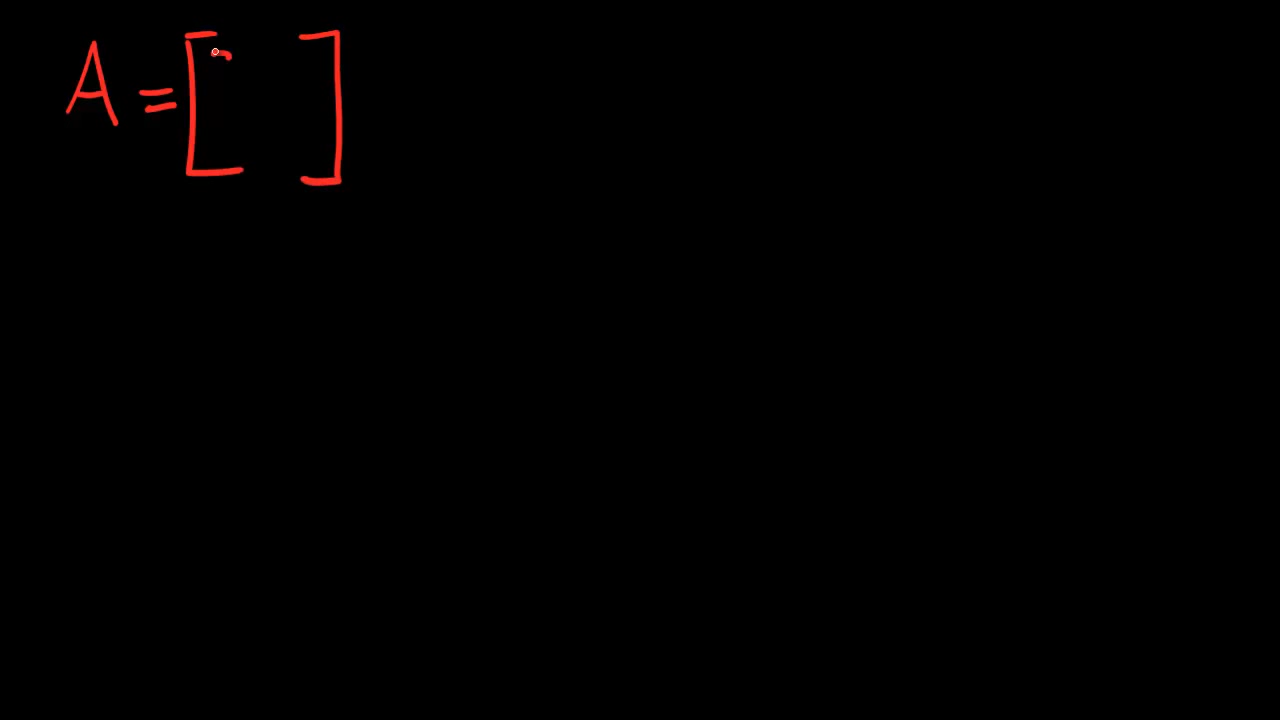 A = [ ]